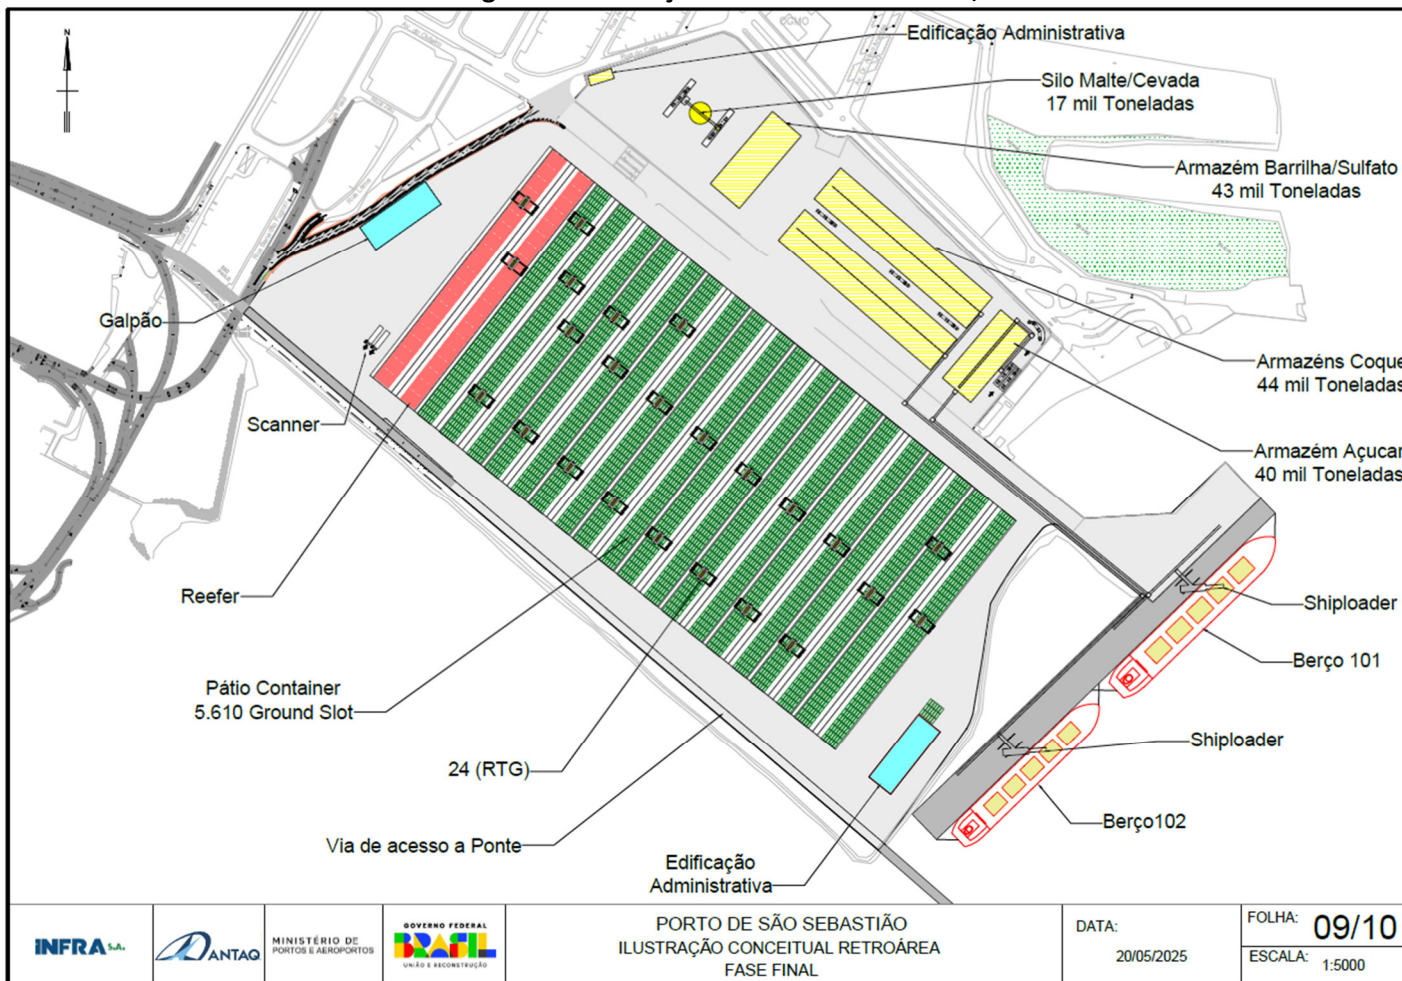 N
Edificação Administrativa
Silo Malte/Cevada
17 mil Toneladas
Armazém Barrilha/Sulfato
43 mil Toneladas
Galpão
Armazéns Coque
44 mil Toneladas
Scanner
Armazém Açucar
40 mil Toneladas
Reefer
Shiploader
Berço 101
Pátio Container
5.610 Ground Slot
Shiploader
24 (RTG)
Berço102
Via de acesso a Ponte
Edificação
Administrativa
INFRA S.A.
ANTAQ
MINISTÉRIO DE
PORTOS E AEROPORTOS
GOVERNO FEDERAL
BRASIL
UNIÃO E RECONSTRUÇÃO
PORTO DE SÃO SEBASTIÃO
ILUSTRAÇÃO CONCEITUAL RETROÁREA
FASE FINAL
DATA:
20/05/2025
FOLHA: 09/10
ESCALA: 1:5000